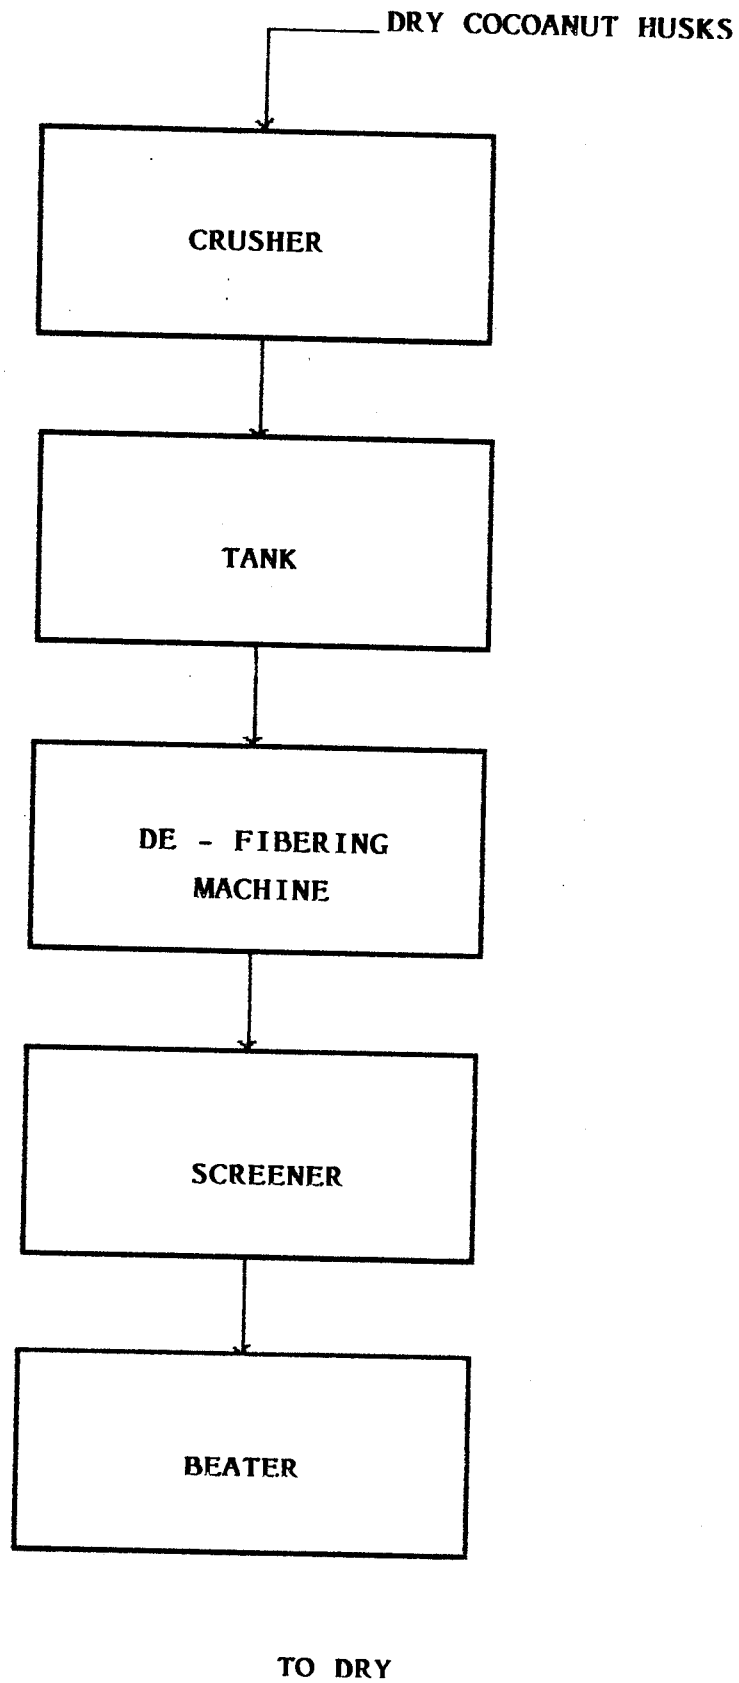 DRY COCOANUT HUSKS
CRUSHER
TANK
DE - FIBERING
MACHINE
SCREENER
BEATER
TO DRY